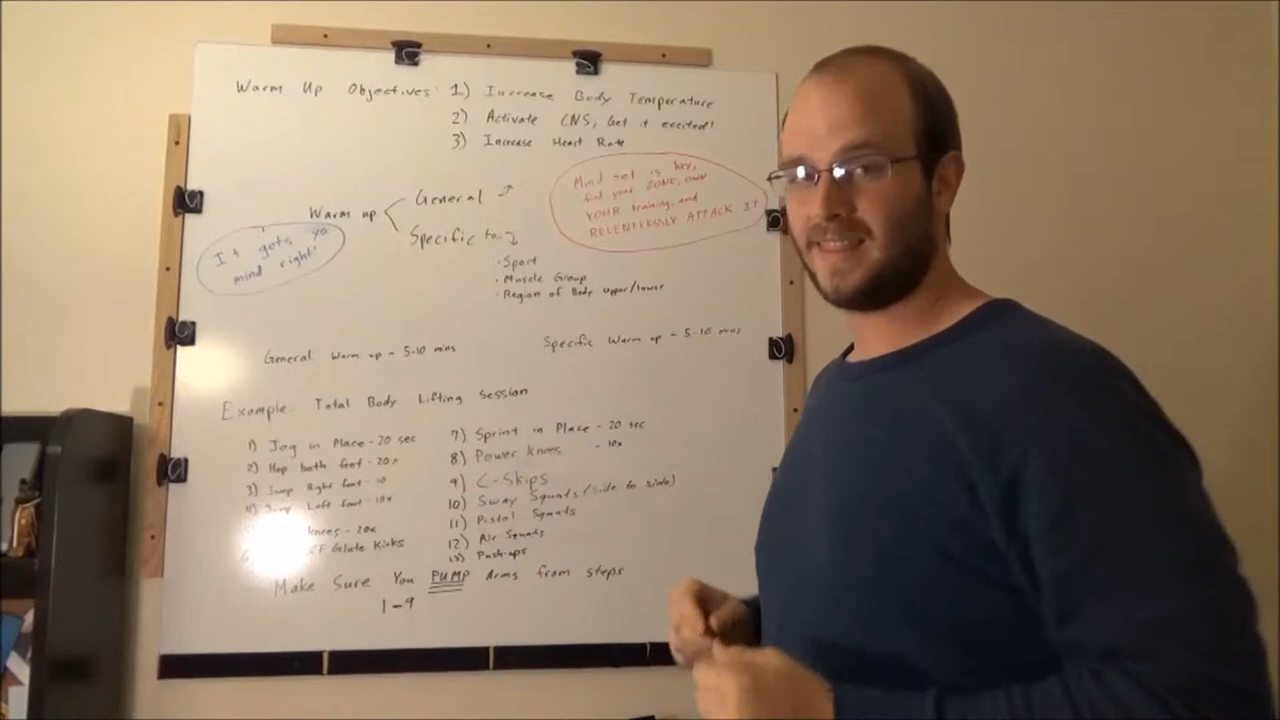 Warm Up Objectives: 1) Increase Body Temperature
2) Activate CNS, Get it excited!
3) Increase Heart Rate
Warm up
General
Specific to
• Sport
• Muscle Group
• Region of Body upper/lower
It gets yo
mind right!
Mind set is key,
find your ZONE, OWN
YOUR training, and
RELENTLESSLY ATTACK IT
General Warm up ~ 5-10 mins
Specific Warm up ~ 5-10 mins
Example: Total Body Lifting Session
1) Jog in Place - 20 sec
2) Hop both feet - 20x
3) Jump Right foot - 10
4) Jump Left foot - 10x
knees - 20x
Glute Kicks
7) Sprint in Place - 20 sec
8) Power Knees - 10x
9) C-Skips
10) Sway Squats (side to side)
11) Pistol Squats
12) Air Squats
13) Push-ups
Make Sure You PUMP Arms from steps
1-9